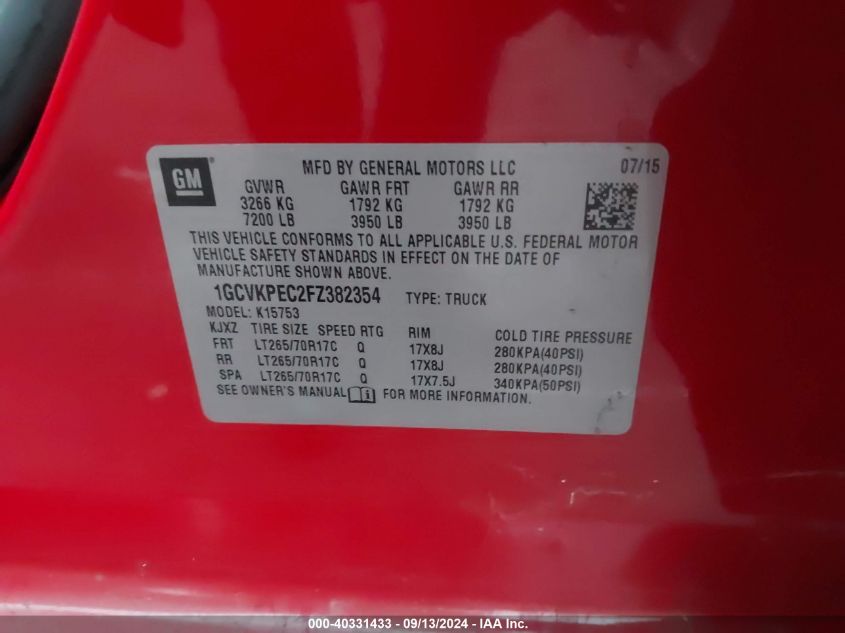 GM
MFD BY GENERAL MOTORS LLC 07/15
GVWR GAWR FRT GAWR RR
3266 KG 1792 KG 1792 KG
7200 LB 3950 LB 3950 LB
THIS VEHICLE CONFORMS TO ALL APPLICABLE U.S. FEDERAL MOTOR
VEHICLE SAFETY STANDARDS IN EFFECT ON THE DATE OF
MANUFACTURE SHOWN ABOVE.
1GCVKPEC2FZ382354 TYPE: TRUCK
MODEL: K15753
KJXZ TIRE SIZE SPEED RTG RIM COLD TIRE PRESSURE
FRT LT265/70R17C Q 17X8J 280KPA(40PSI)
RR LT265/70R17C Q 17X8J 280KPA(40PSI)
SPA LT265/70R17C Q 17X7.5J 340KPA(50PSI)
SEE OWNER'S MANUAL i FOR MORE INFORMATION.
000-40331433 - 09/13/2024 - IAA Inc.